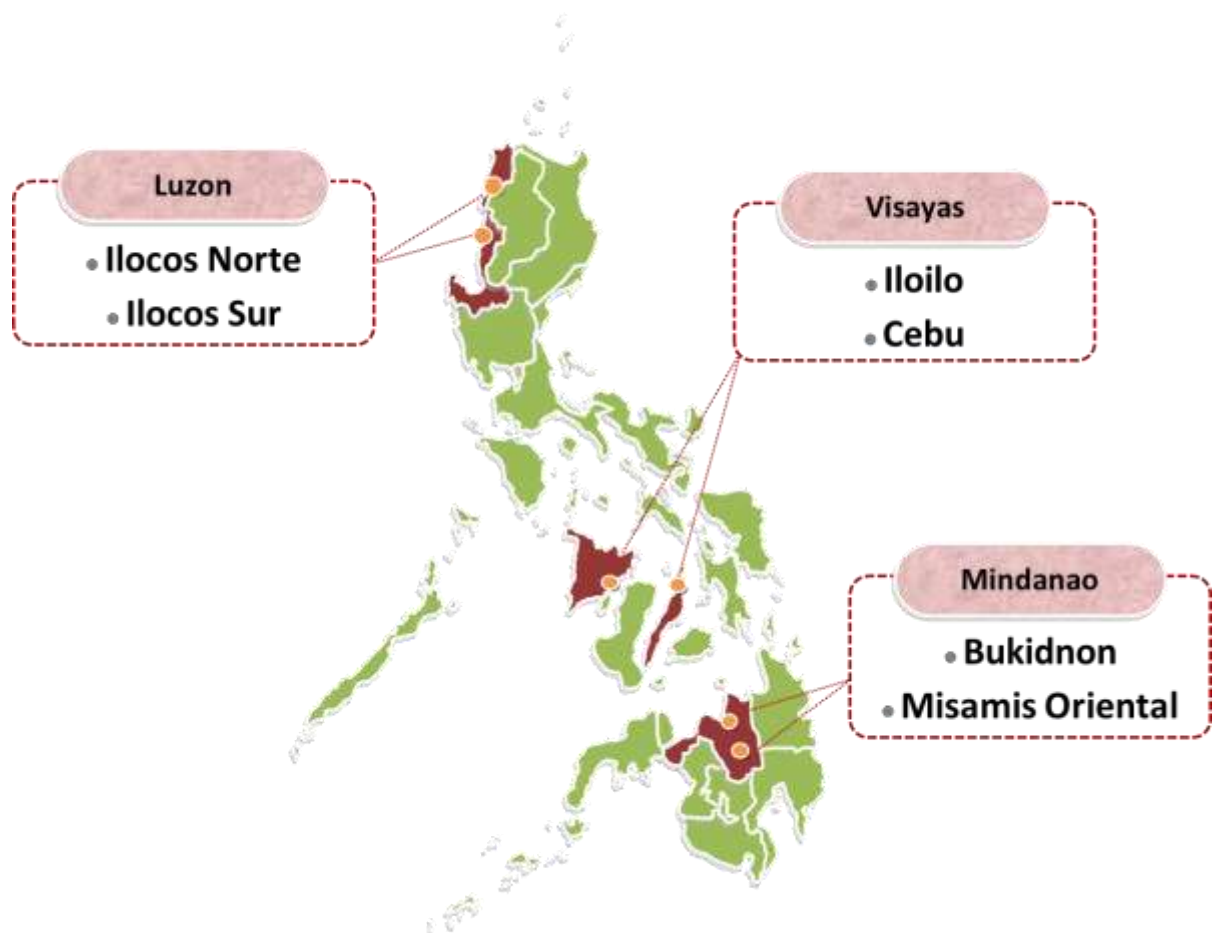 Luzon
• Ilocos Norte
• Ilocos Sur
Visayas
• Iloilo
• Cebu
Mindanao
• Bukidnon
• Misamis Oriental